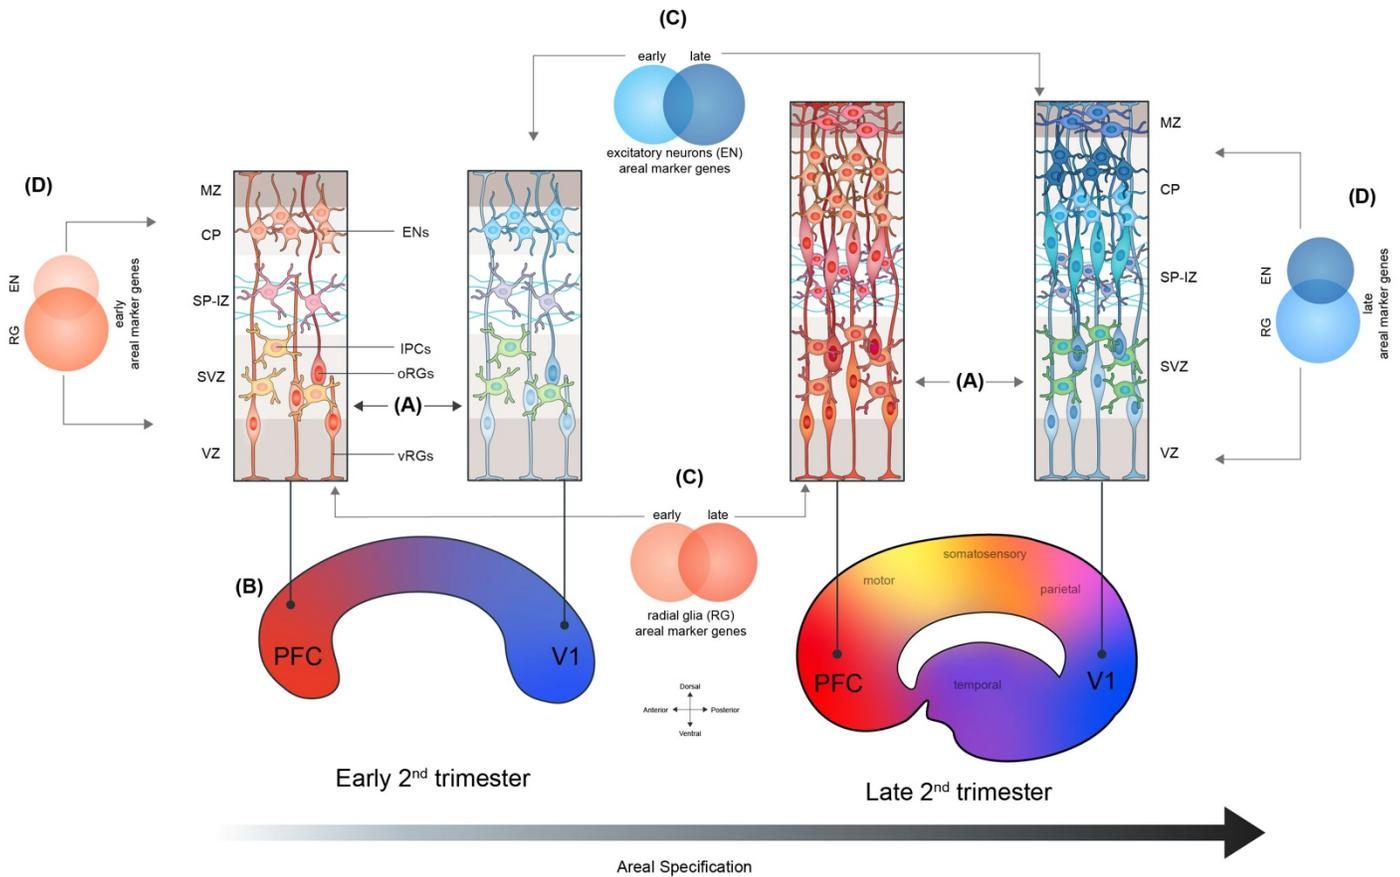 (C)
early late
excitatory neurons (EN)
areal marker genes
(D)
EN
RG
early
areal marker genes
MZ
CP
SP-IZ
SVZ
VZ
ENs
IPCs
oRGs
(A)
vRGs
(A)
MZ
CP
SP-IZ
SVZ
VZ
(D)
EN
RG
late
areal marker genes
(C)
early late
radial glia (RG)
areal marker genes
(B)
PFC
V1
Dorsal
Anterior Posterior
Ventral
somatosensory
motor
parietal
temporal
PFC
V1
Early 2nd trimester
Late 2nd trimester
Areal Specification